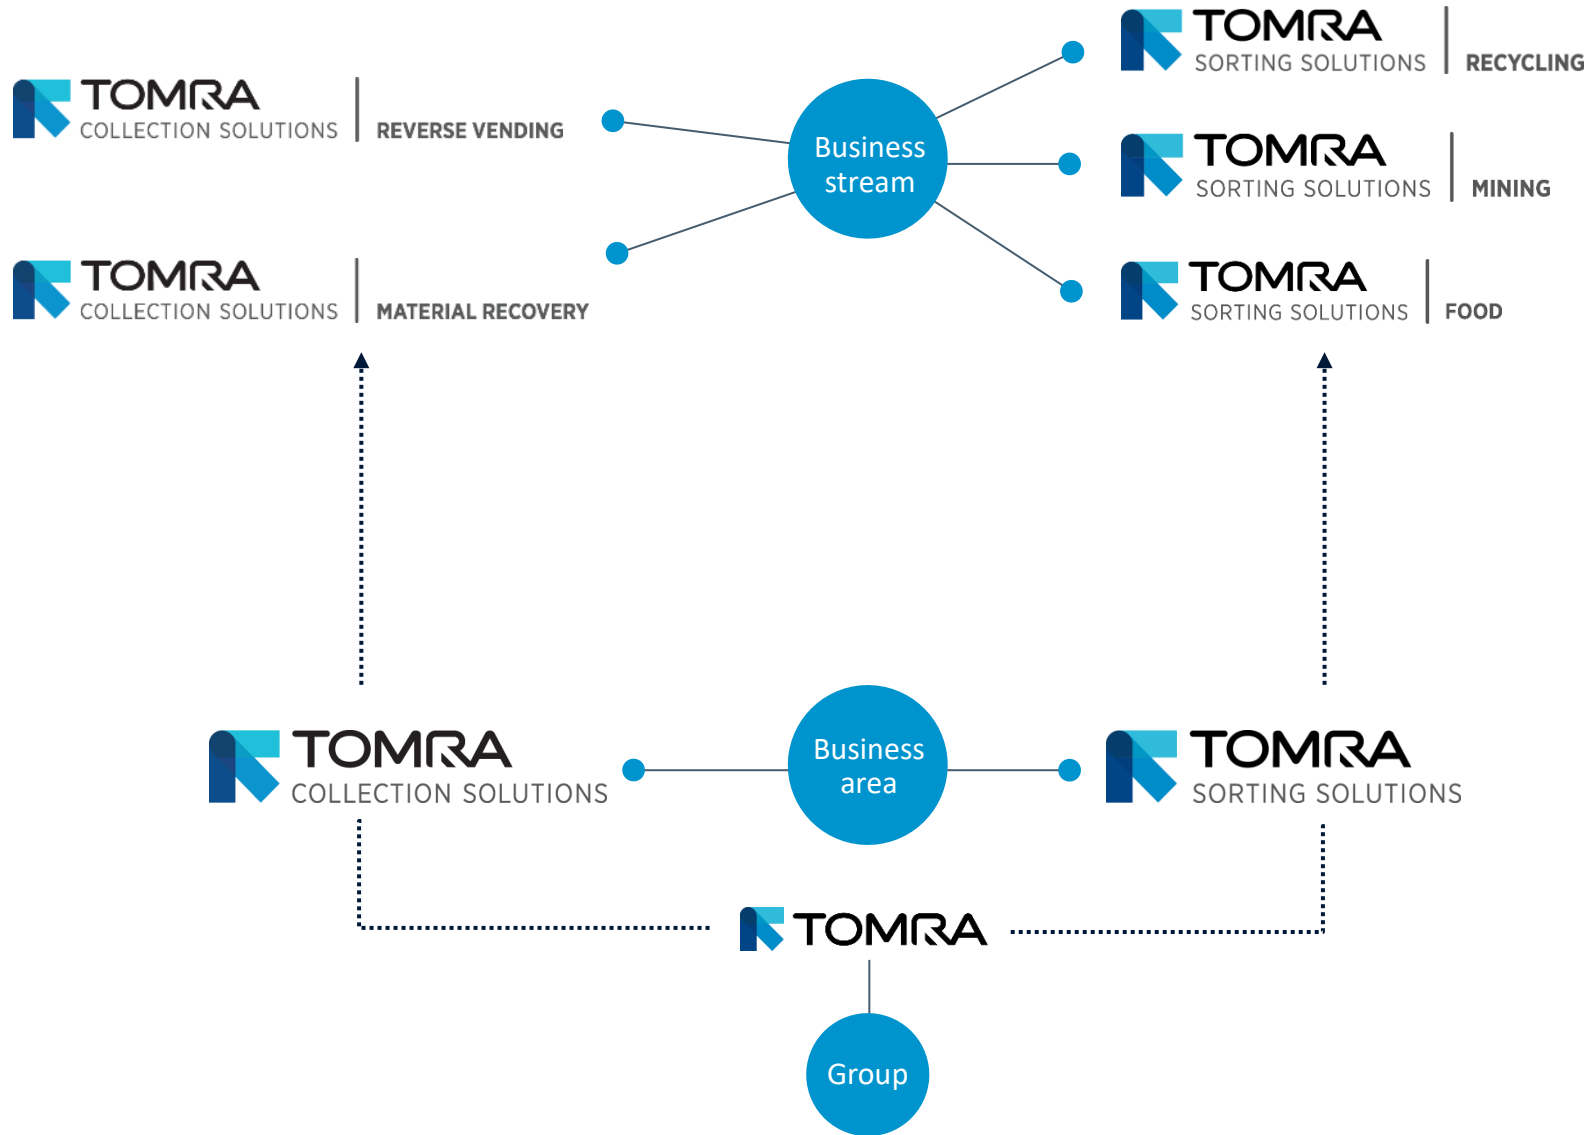 TOMRA
COLLECTION SOLUTIONS
REVERSE VENDING
TOMRA
COLLECTION SOLUTIONS
MATERIAL RECOVERY
Business
stream
TOMRA
SORTING SOLUTIONS
RECYCLING
TOMRA
SORTING SOLUTIONS
MINING
TOMRA
SORTING SOLUTIONS
FOOD
TOMRA
COLLECTION SOLUTIONS
Business
area
TOMRA
SORTING SOLUTIONS
TOMRA
Group